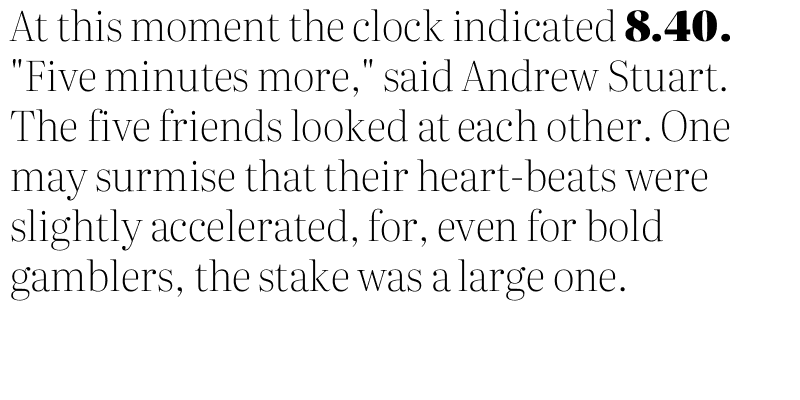 At this moment the clock indicated 8.40.
"Five minutes more," said Andrew Stuart.
The five friends looked at each other. One
may surmise that their heart-beats were
slightly accelerated, for, even for bold
gamblers, the stake was a large one.